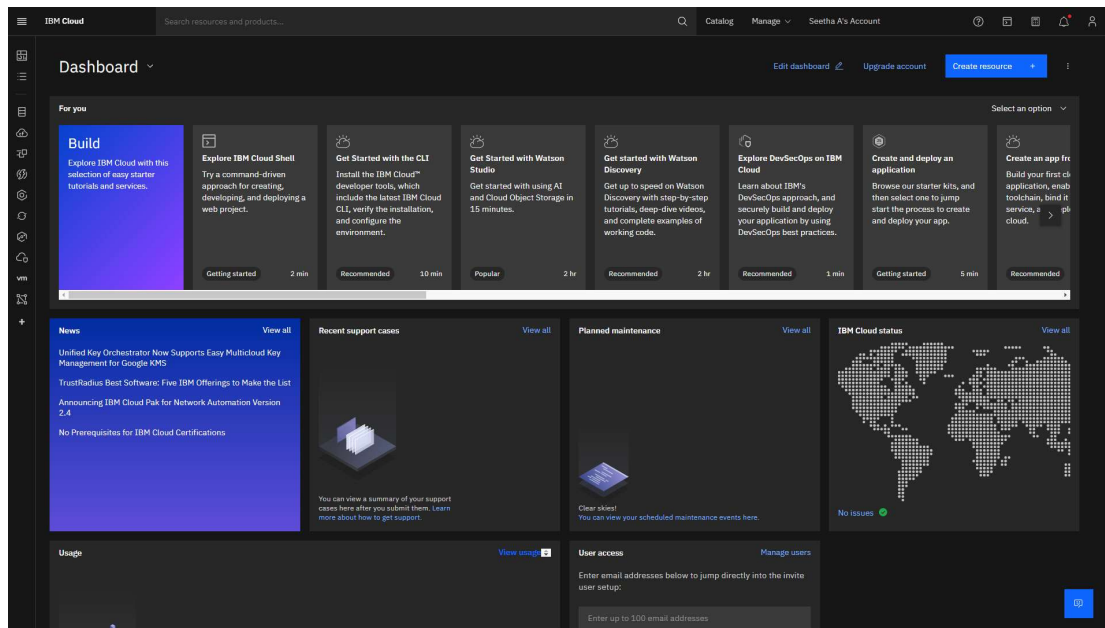 IBM Cloud
Search resources and products...
Catalog
Manage
Seetha A's Account
Dashboard
Edit dashboard
Upgrade account
Create resource +
For you
Select an option
Build
Explore IBM Cloud with this
selection of easy starter
tutorials and services.
Explore IBM Cloud Shell
Try a command-driven
approach for creating,
developing, and deploying a
web project.
Getting started
2 min
Get Started with the CLI
Install the IBM Cloud™
developer tools, which
include the latest IBM Cloud
CLI, verify the installation,
and configure the
environment.
Recommended
10 min
Get Started with Watson
Studio
Get started with using AI
and Cloud Object Storage in
15 minutes.
Popular
2 hr
Get started with Watson
Discovery
Get up to speed on Watson
Discovery with step-by-step
tutorials, deep-dive videos,
and complete examples of
working code.
Recommended
2 hr
Explore DevSecOps on IBM
Cloud
Learn about IBM's
DevSecOps approach, and
securely build and deploy
your application by using
DevSecOps best practices.
Recommended
1 min
Create and deploy an
application
Browse our starter kits, and
then select one to jump
start the process to create
and deploy your app.
Getting started
5 min
Create an app
Build your first
application,
toolchain, bind it
service,
cloud.
Recommended
vm
News
View all
Unified Key Orchestrator Now Supports Easy Multicloud Key
Management for Google KMS
TrustRadius Best Software: Five IBM Offerings to Make the List
Announcing IBM Cloud Pak for Network Automation Version
2.4
No Prerequisites for IBM Cloud Certifications
Recent support cases
View all
You can view a summary of your support
cases here after you submit them. Learn
more about how to get support.
Planned maintenance
View all
Clear skies!
You can view your scheduled maintenance events here.
IBM Cloud status
View all
No issues
Usage
View usage
User access
Manage users
Enter email addresses below to jump directly into the invite
user setup:
Enter up to 100 email addresses